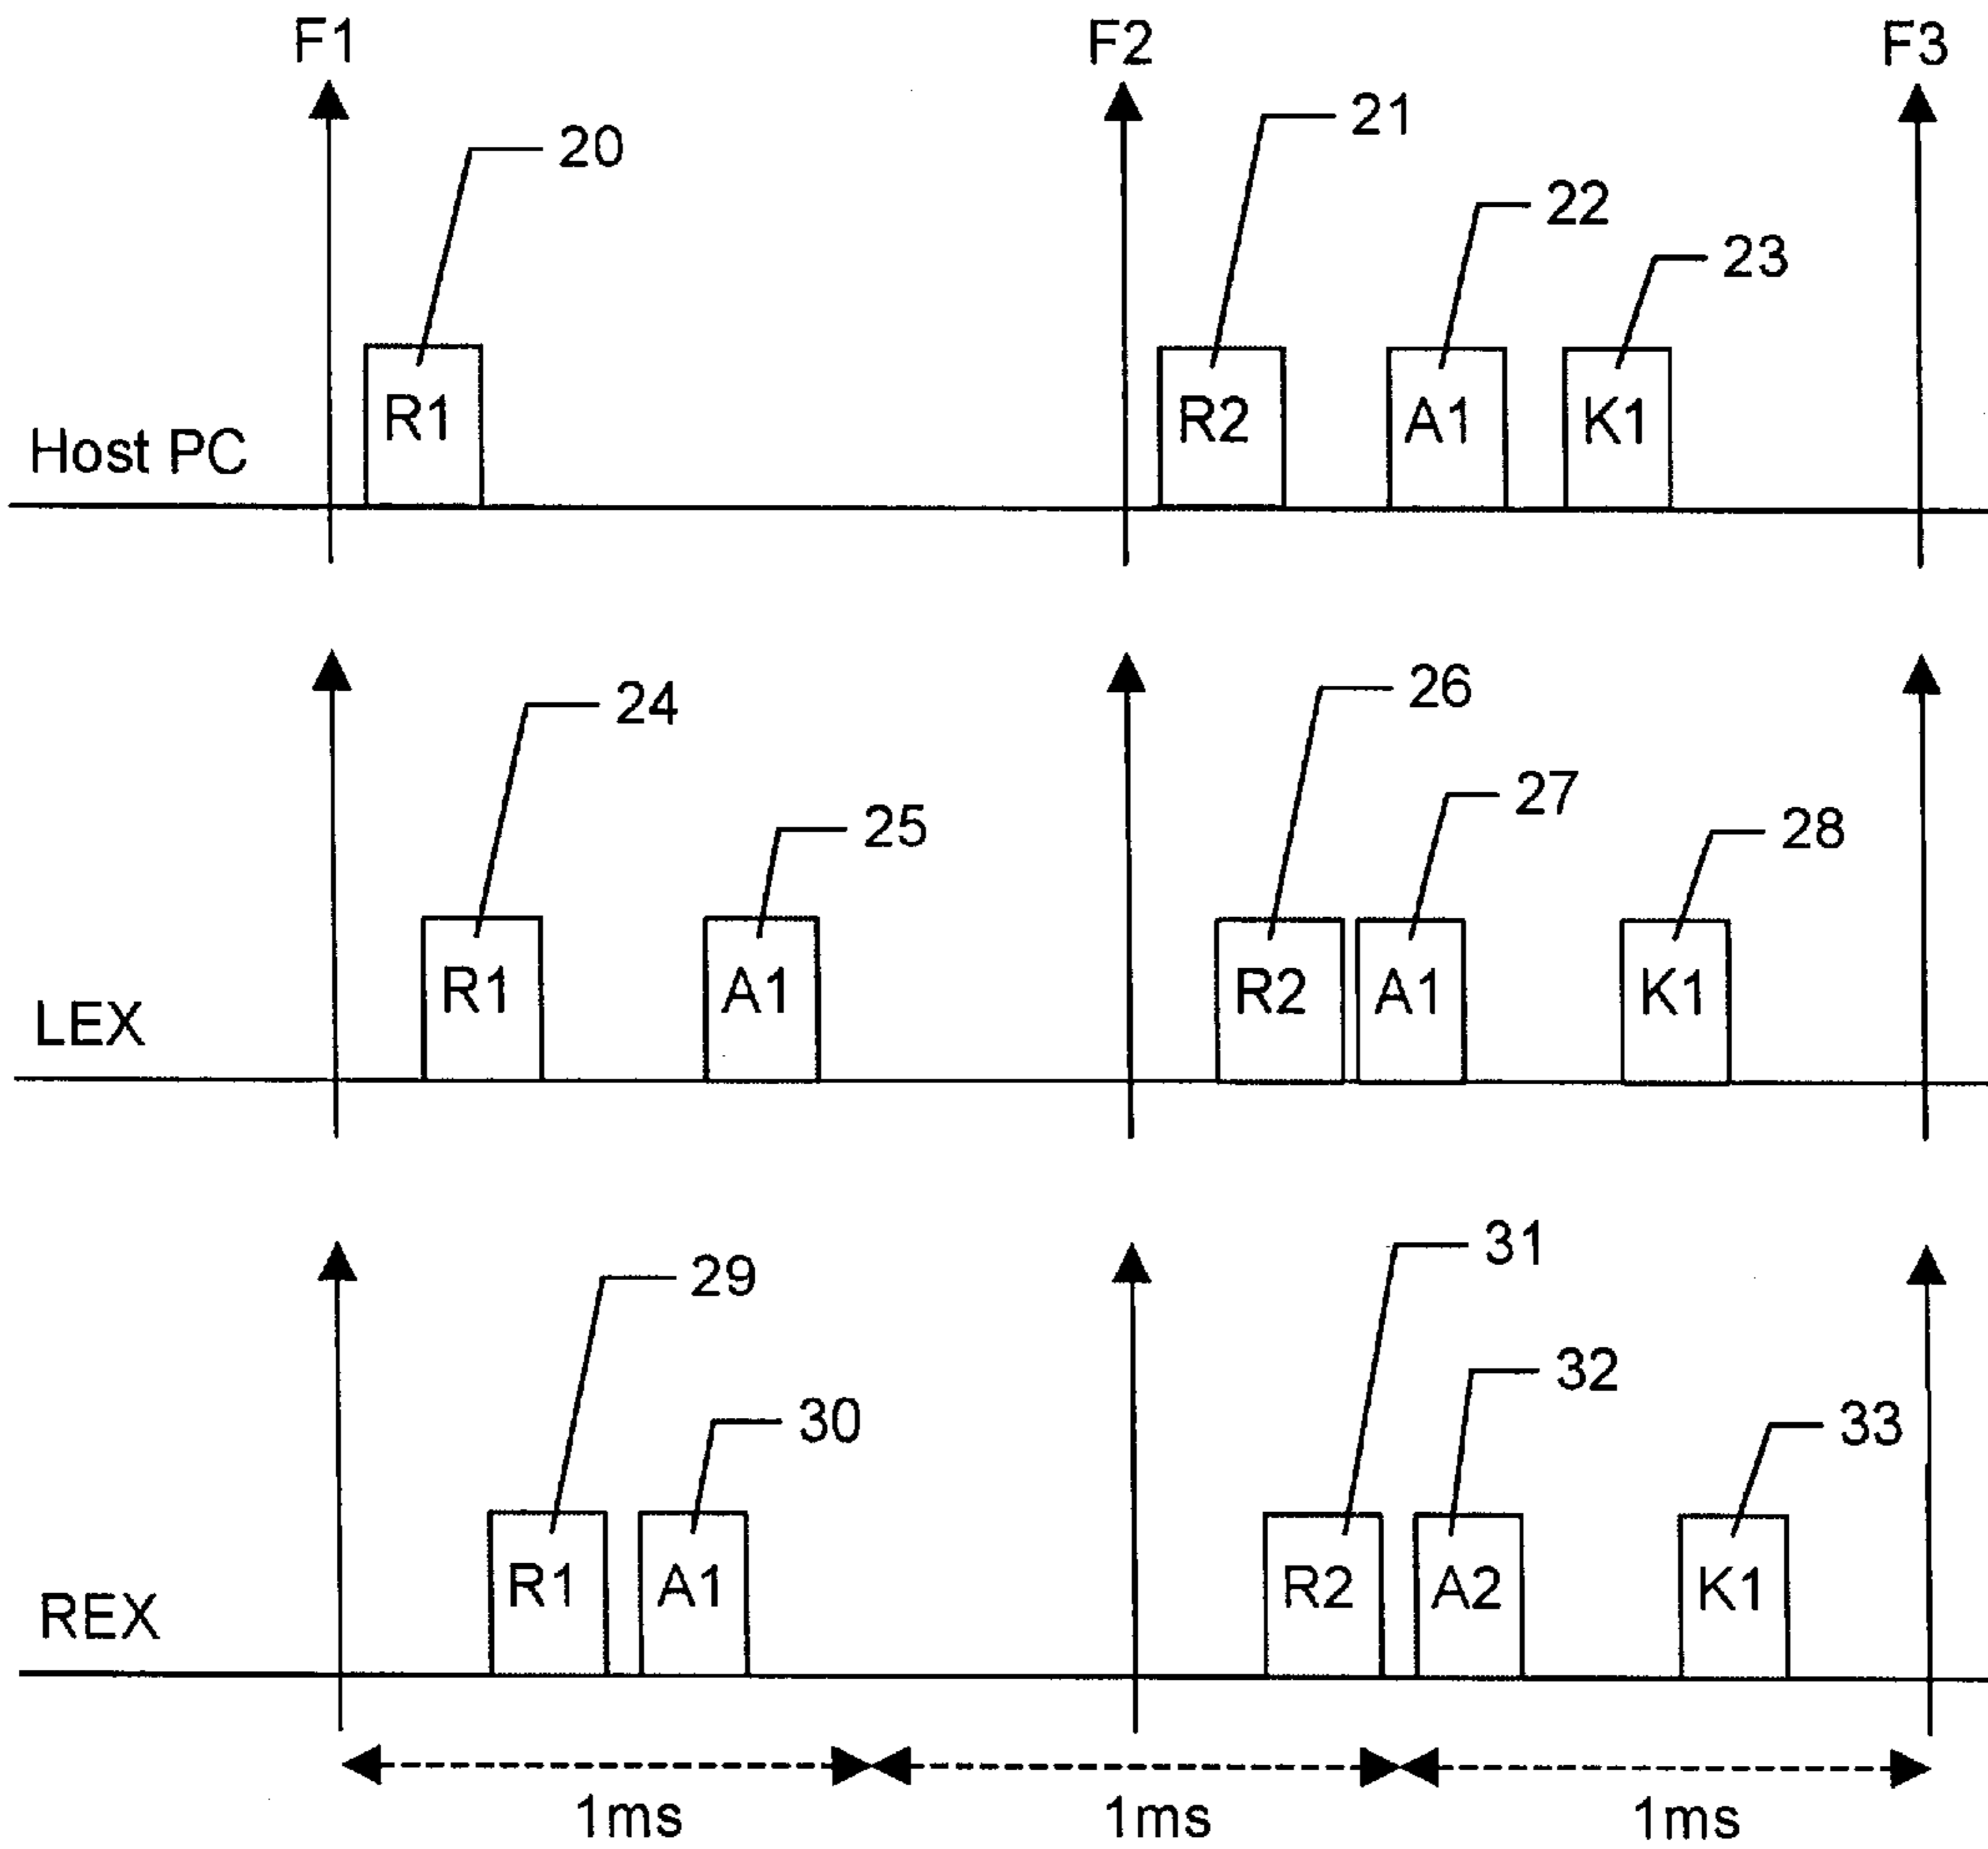 F1 F2 F3
20 21 22 23
R1 R2 A1 K1
Host PC
24 25 26 27 28
R1 A1 R2 A1 K1
LEX
29 30 31 32 33
R1 A1 R2 A2 K1
REX
1ms 1ms 1ms